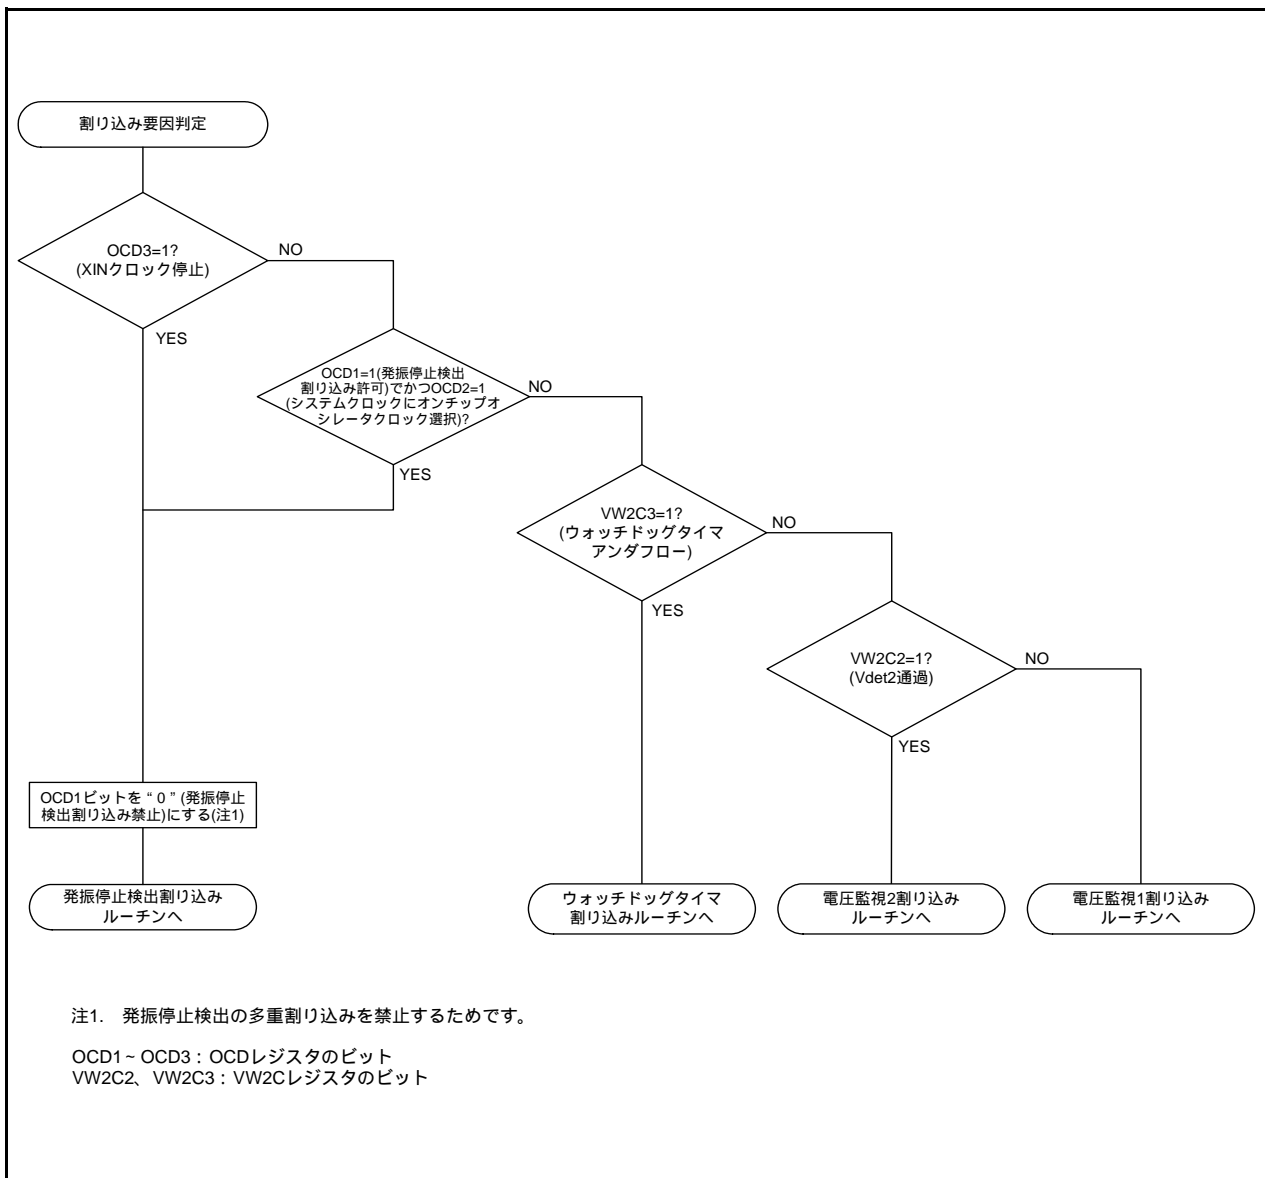 割り込み要因判定
OCD3=1?
(XINクロック停止)
NO
YES
OCD1=1(発振停止検出
割り込み許可)でかつOCD2=1
(システムクロックにオンチップオ
シレータクロック選択)?
NO
YES
VW2C3=1?
(ウォッチドッグタイマ
アンダフロー)
NO
YES
VW2C2=1?
(Vdet2通過)
NO
YES
OCD1ビットを“0”(発振停止
検出割り込み禁止)にする(注1)
発振停止検出割り込み
ルーチンへ
ウォッチドッグタイマ
割り込みルーチンへ
電圧監視2割り込み
ルーチンへ
電圧監視1割り込み
ルーチンへ
注1. 発振停止検出の多重割り込みを禁止するためです。
OCD1~OCD3:OCDレジスタのビット
VW2C2、VW2C3:VW2Cレジスタのビット